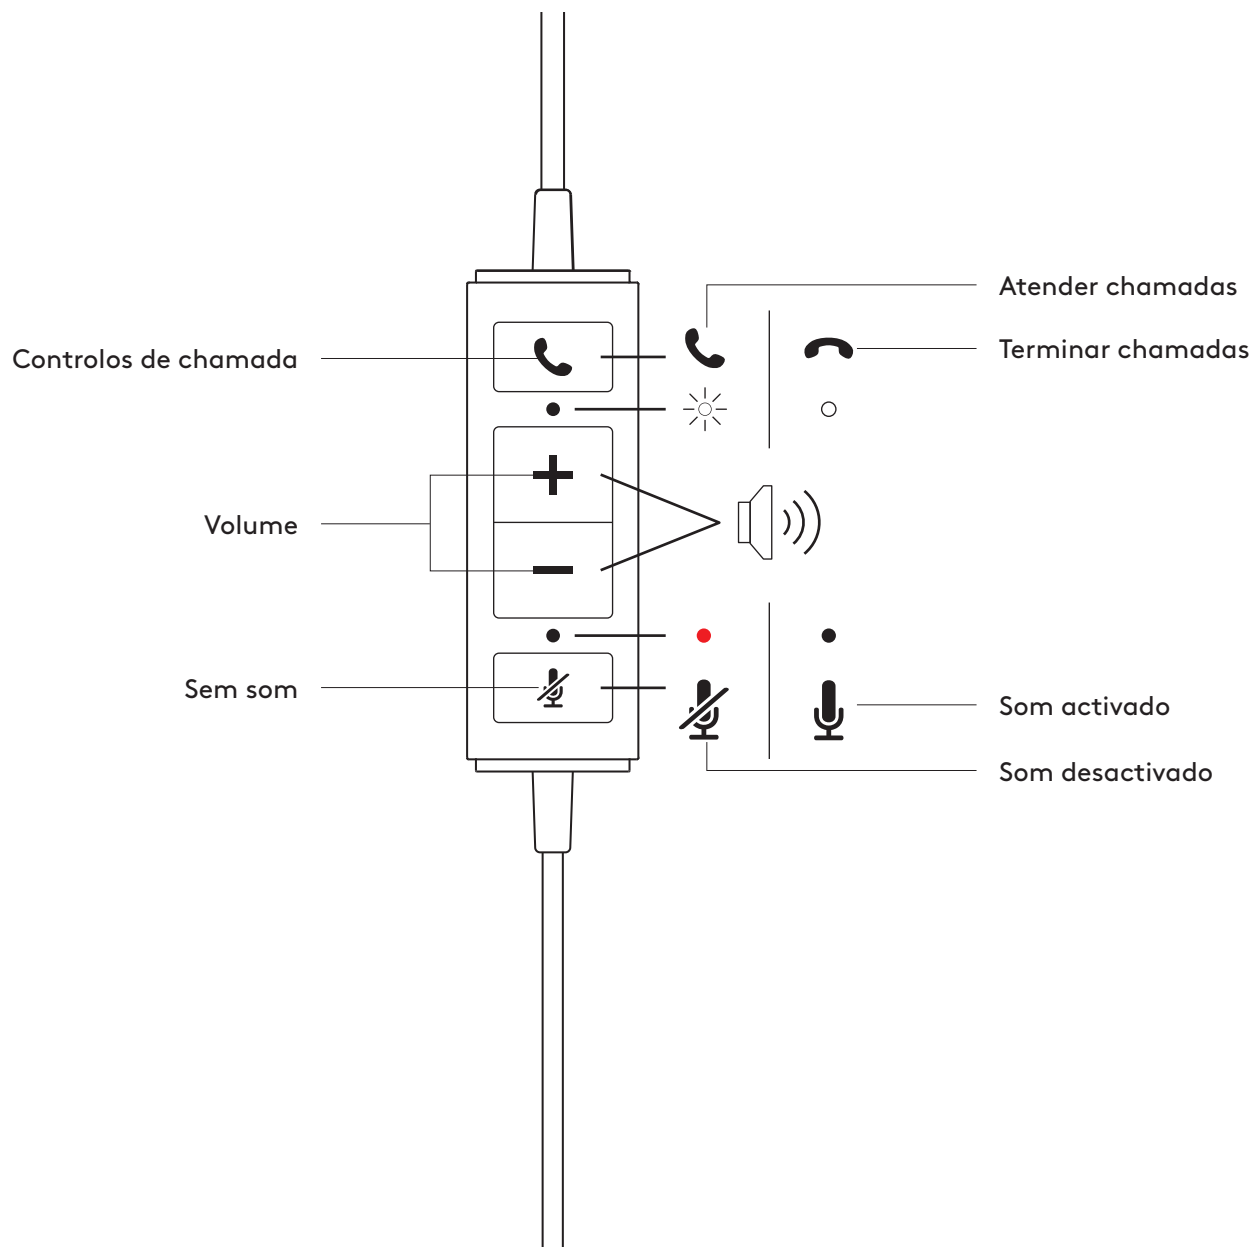 Atender chamadas
Controlos de chamada
Terminar chamadas
Volume
Sem som
Som activado
Som desactivado